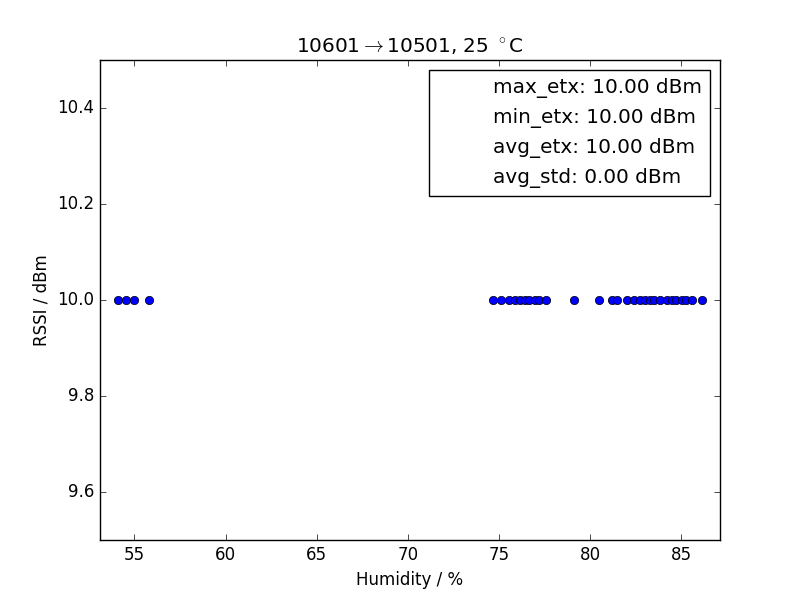 10601→10501, 25 °C
max_etx: 10.00 dBm
min_etx: 10.00 dBm
avg_etx: 10.00 dBm
avg_std: 0.00 dBm
10.4
10.2
10.0
9.8
9.6
RSSI / dBm
55 60 65 70 75 80 85
Humidity / %